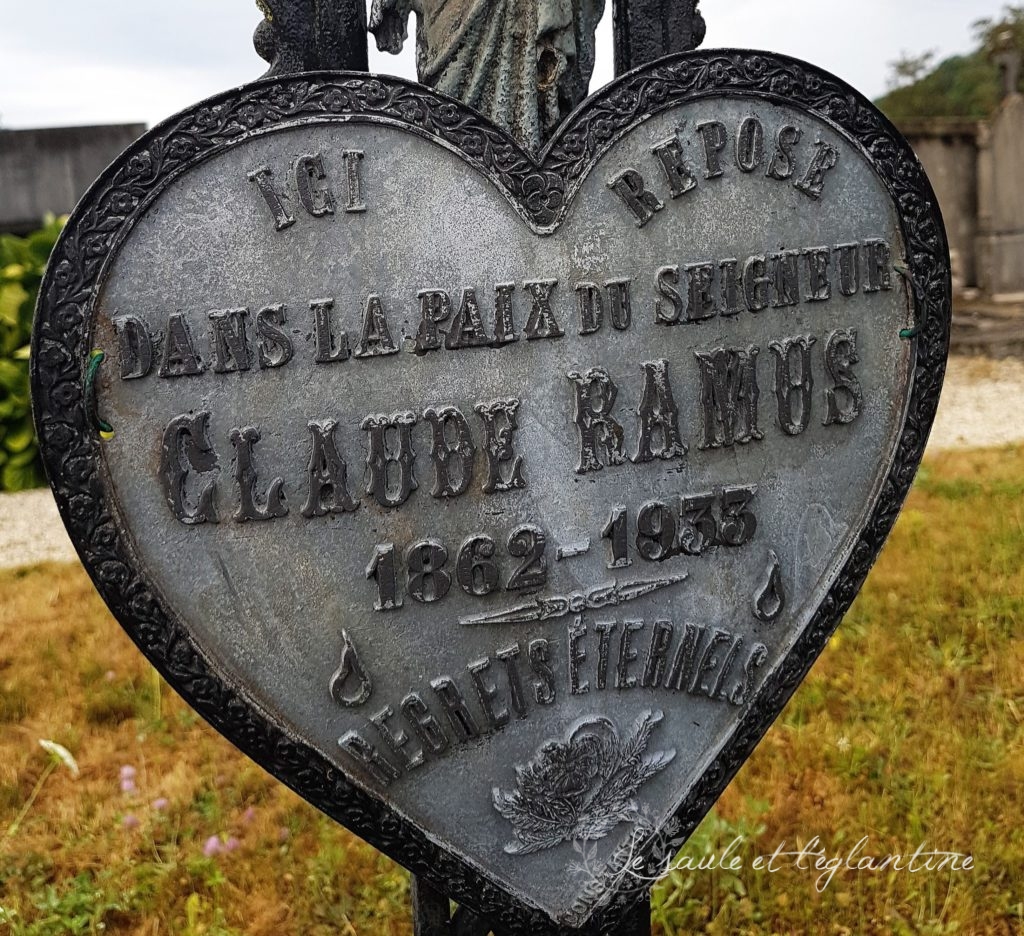 ICI REPOSE
DANS LA PAIX DU SEIGNEUR
CLAUDE RAMUS
1862 - 1933
REGRETS ÉTERNELS
Le saule et l'églantine